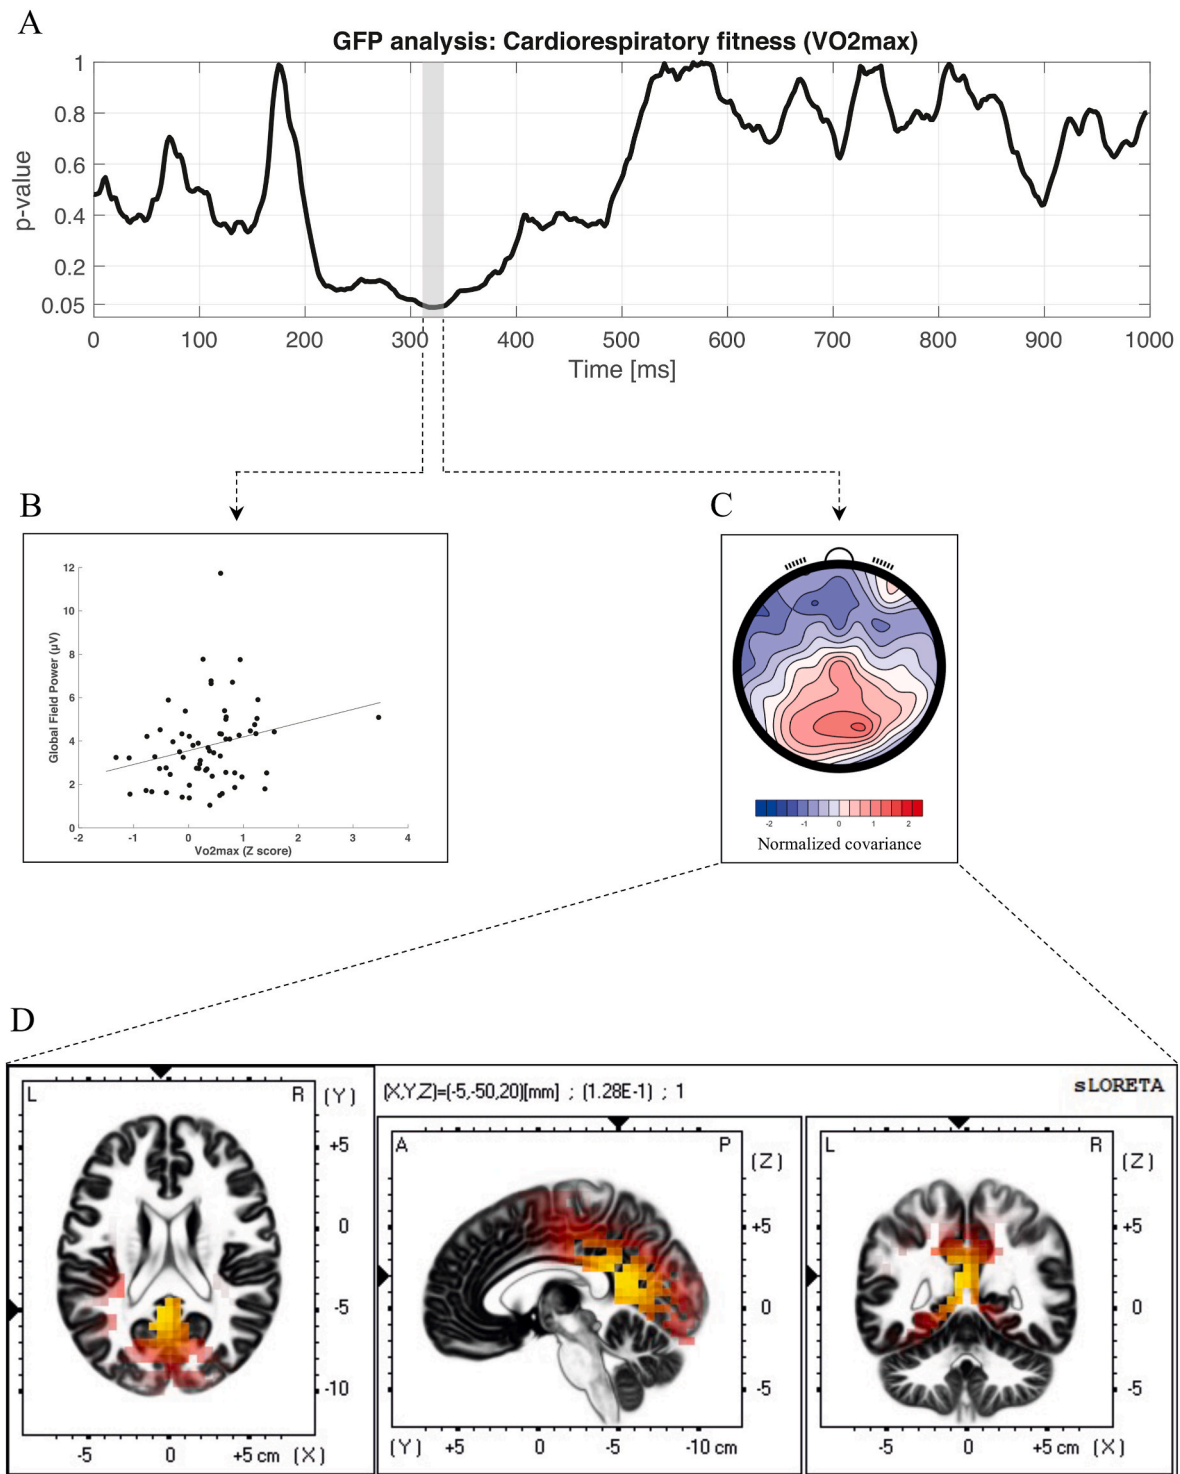 A
GFP analysis: Cardiorespiratory fitness (VO2max)
p-value
1
0.8
0.6
0.4
0.2
0.05
0 100 200 300 400 500 600 700 800 900 1000
Time [ms]
B
Global Field Power (µV)
12
10
8
6
4
2
0
-2 -1 0 1 2 3 4
Vo2max (Z score)
C
-2 -1 0 1 2
Normalized covariance
D
L R (Y)
+5
0
-5
-10
-5 0 +5 cm (X)
(X,Y,Z)=(-5,-50,20)[mm] ; (1.28E-1) ; 1
sLORETA
A P (Z)
+5
0
-5
(Y) +5 0 -5 -10 cm
L R (Z)
+5
0
-5
-5 0 +5 cm (X)